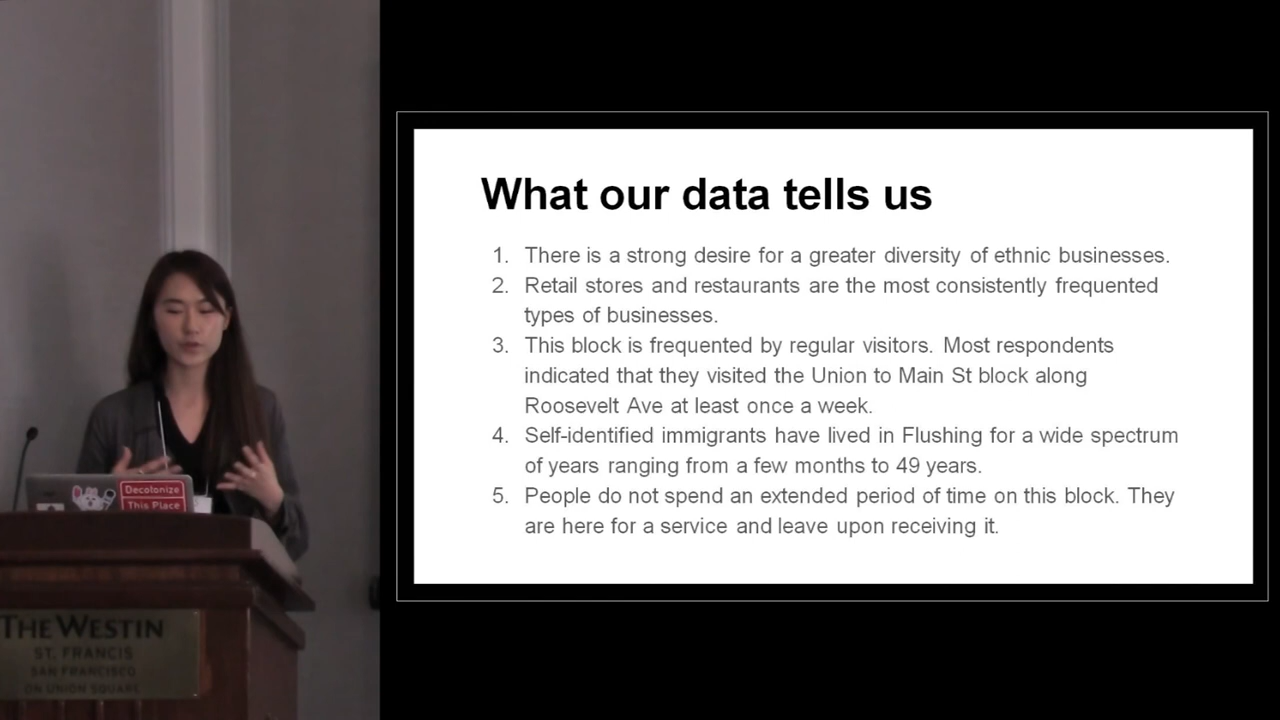 What our data tells us
1. There is a strong desire for a greater diversity of ethnic businesses.
2. Retail stores and restaurants are the most consistently frequented
types of businesses.
3. This block is frequented by regular visitors. Most respondents
indicated that they visited the Union to Main St block along
Roosevelt Ave at least once a week.
4. Self-identified immigrants have lived in Flushing for a wide spectrum
of years ranging from a few months to 49 years.
5. People do not spend an extended period of time on this block. They
are here for a service and leave upon receiving it.
Decolonize
This Place
THE WESTIN
ST. FRANCIS
SAN FRANCISCO
ON UNION SQUARE